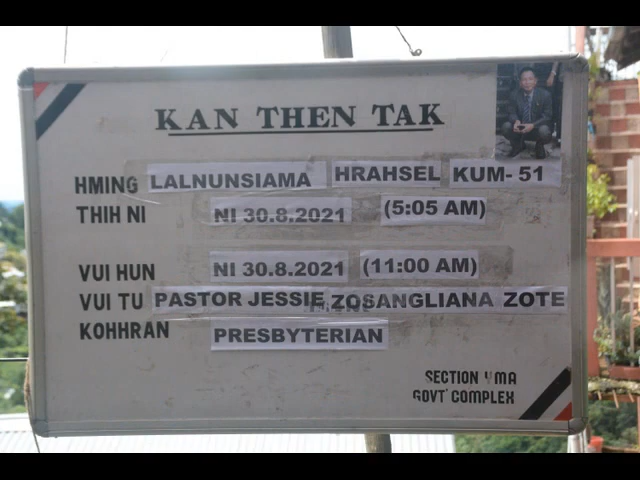 KAN THEN TAK
HMING LALNUNSIAMA HRAHSEL KUM- 51
THIH NI NI 30.8.2021 (5:05 AM)
VUI HUN NI 30.8.2021 (11:00 AM)
VUI TU PASTOR JESSIE ZOSANGLIANA ZOTE
KOHHRAN PRESBYTERIAN
SECTION YMA
GOVT' COMPLEX